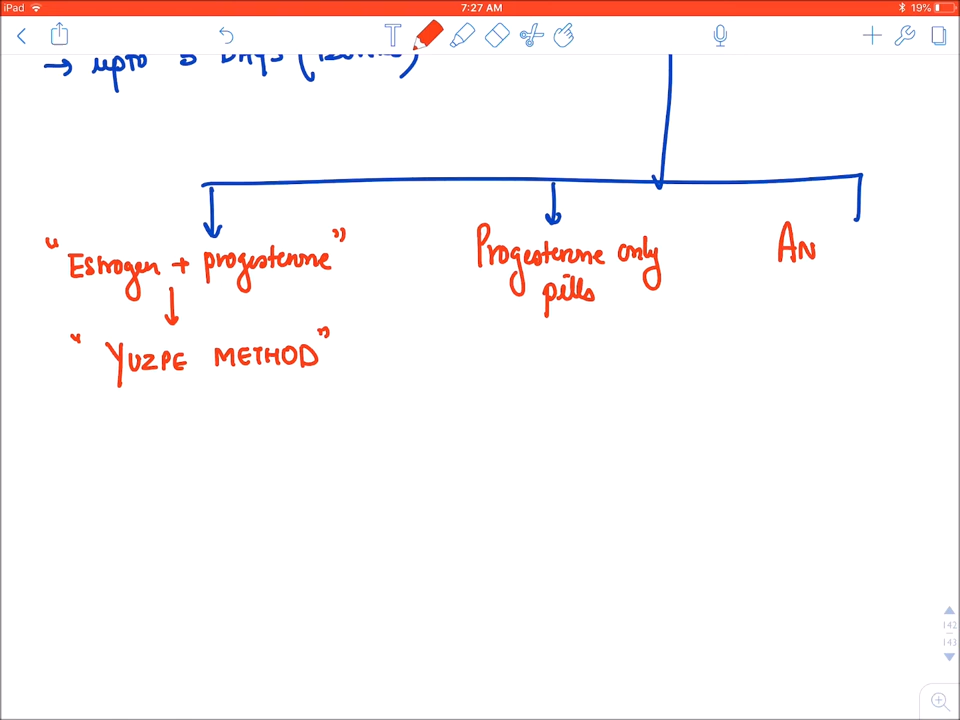 iPad 7:27 AM 19%
T
→ upto 5 DAYS (
"Estrogen + progesterone"
Progesterone only
pills
AN
" YUZPE METHOD "
142
143